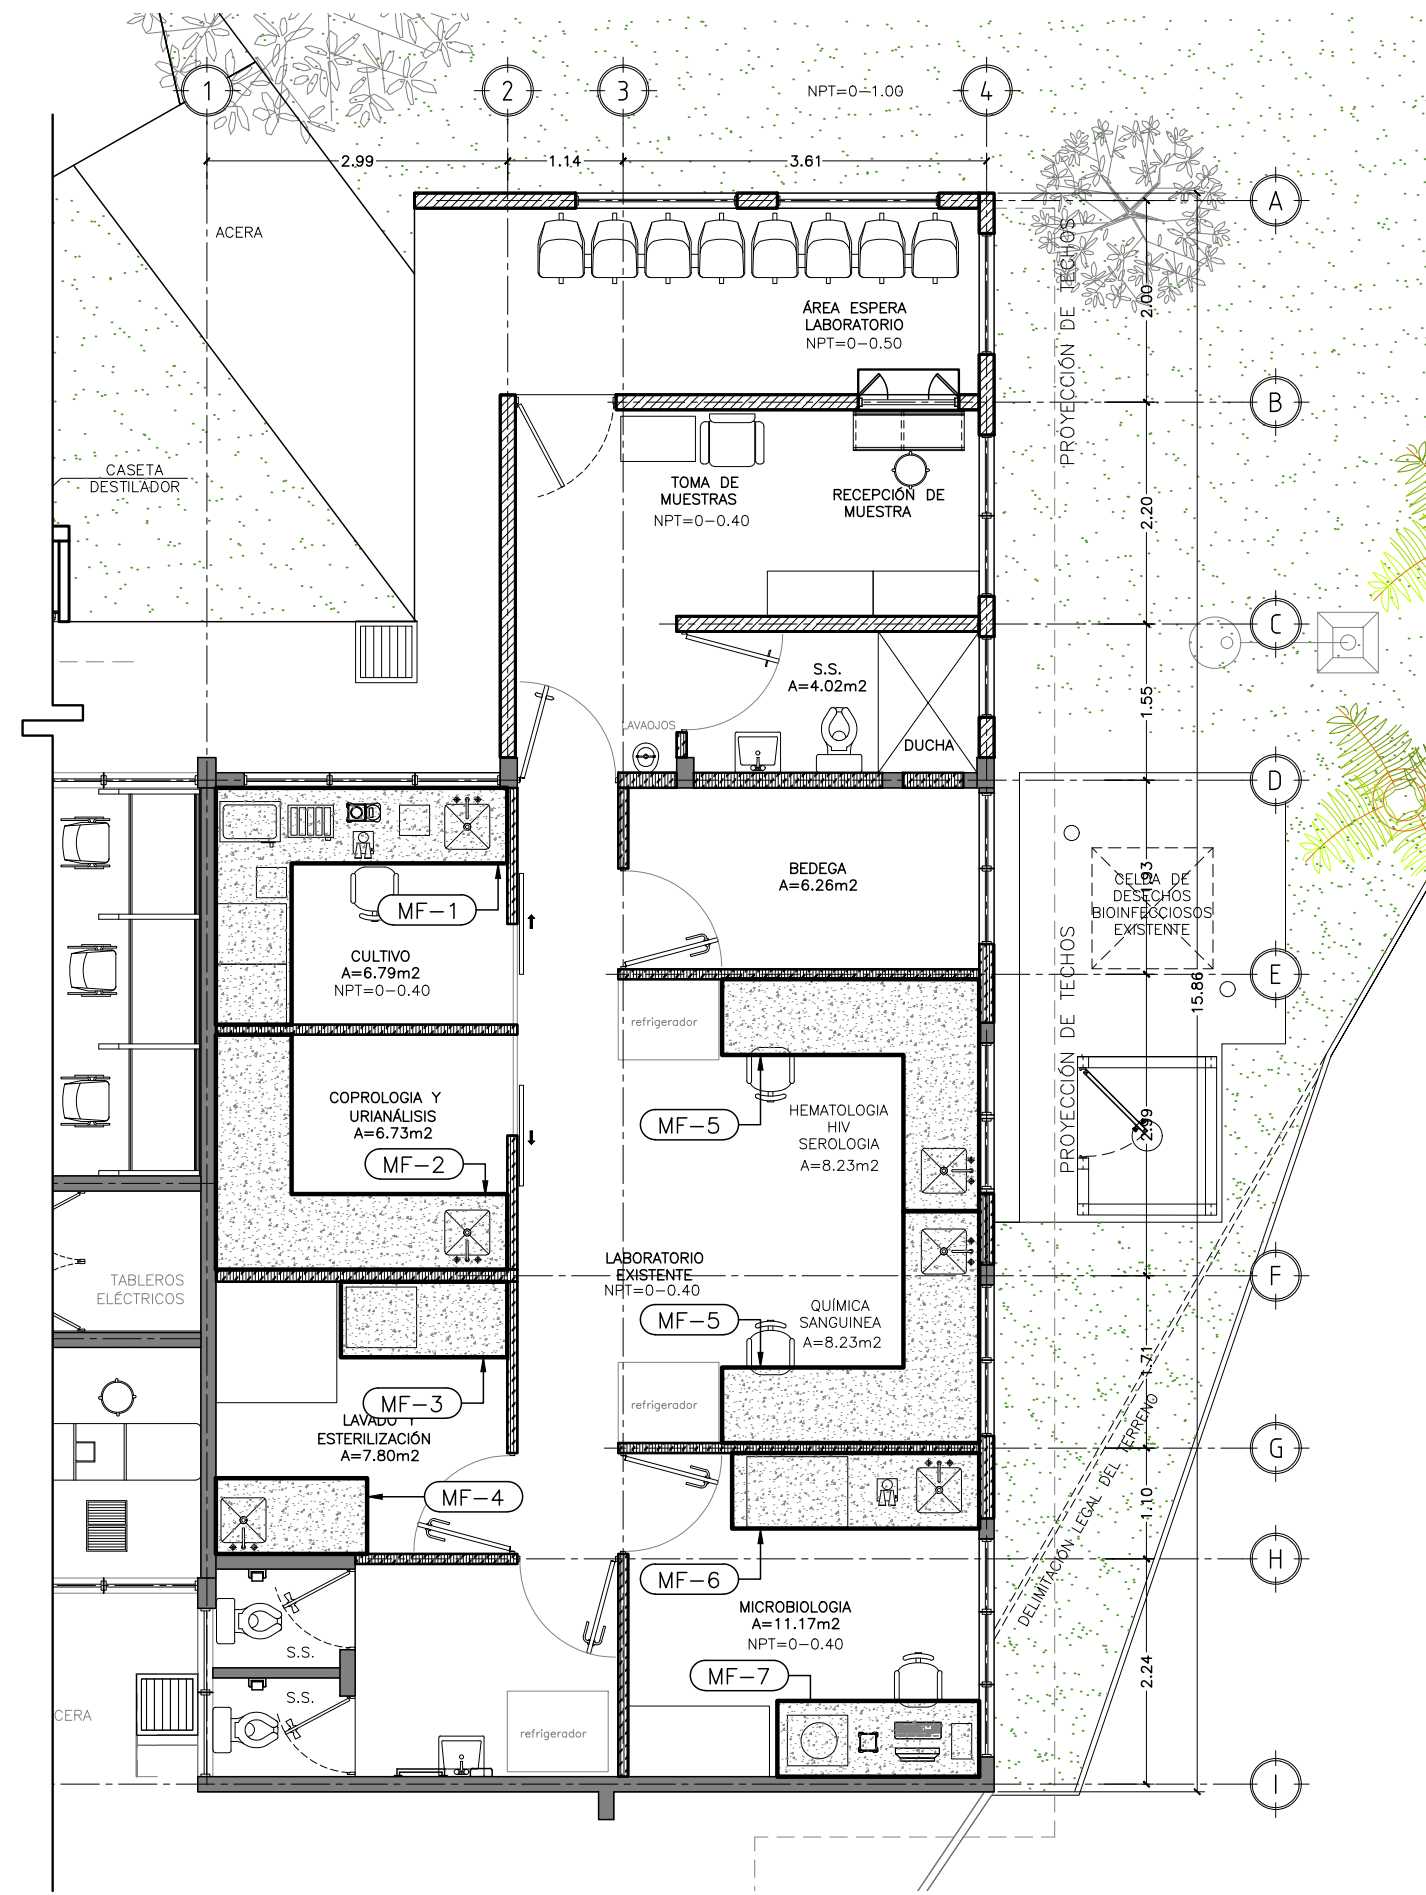 1
2
3
4
NPT=0-1.00
2.99
1.14
3.61
A
ACERA
PROYECCIÓN DE TECHOS
2.00
ÁREA ESPERA
LABORATORIO
NPT=0-0.50
B
CASETA
DESTILADOR
TOMA DE
MUESTRAS
NPT=0-0.40
RECEPCIÓN DE
MUESTRA
2.20
C
S.S.
A=4.02m2
LAVAOJOS
DUCHA
1.55
D
BEDEGA
A=6.26m2
1.93
CELDA DE
DESECHOS
BIOINFECCIOSOS
EXISTENTE
MF-1
CULTIVO
A=6.79m2
NPT=0-0.40
E
15.86
PROYECCIÓN DE TECHOS
refrigerador
COPROLOGIA Y
URIANÁLISIS
A=6.73m2
MF-2
MF-5
HEMATOLOGIA
HIV
SEROLOGIA
A=8.23m2
2.99
LABORATORIO
EXISTENTE
NPT=0-0.40
F
TABLEROS
ELÉCTRICOS
MF-5
QUÍMICA
SANGUINEA
A=8.23m2
1.71
MF-3
LAVADO Y
ESTERILIZACIÓN
A=7.80m2
refrigerador
G
DELIMITACIÓN LEGAL DEL TERRENO
MF-4
1.10
H
MF-6
MICROBIOLOGIA
A=11.17m2
NPT=0-0.40
S.S.
MF-7
2.24
S.S.
CERA
refrigerador
I